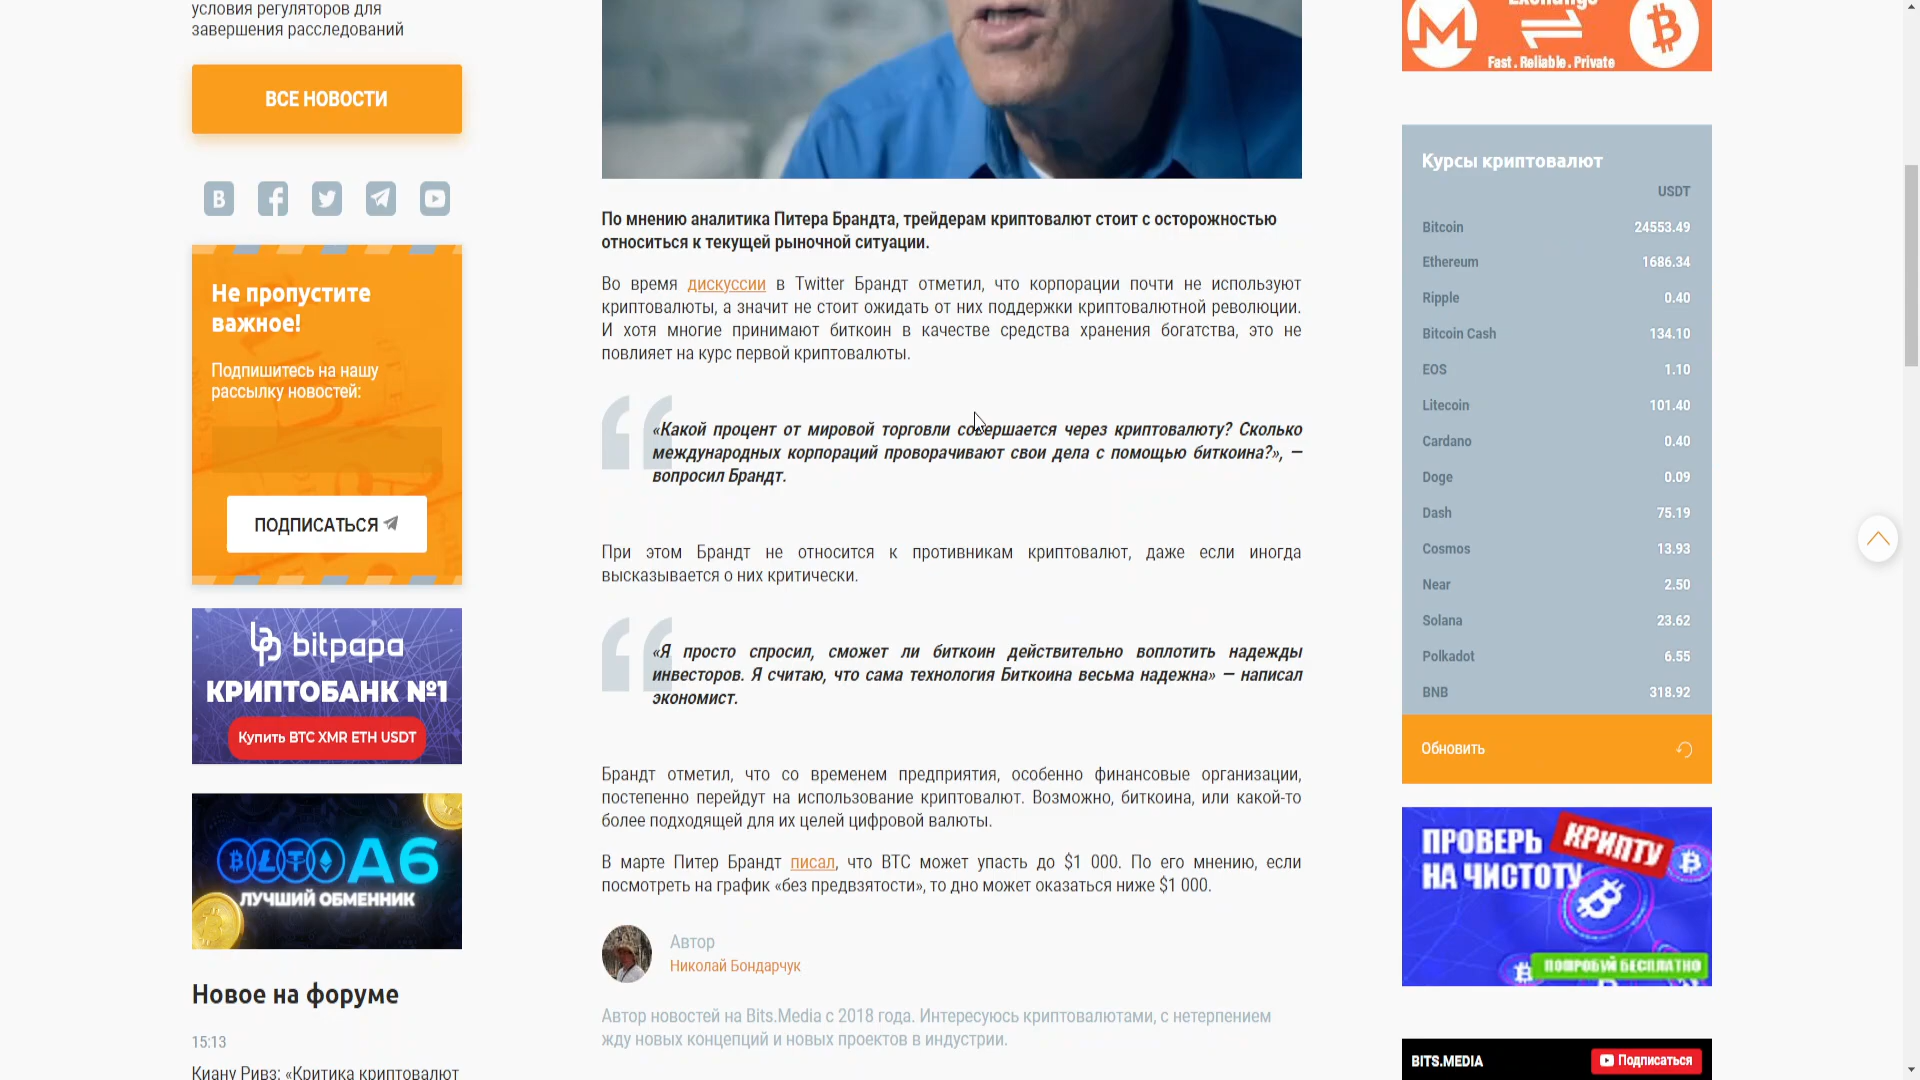 условия регуляторов для
завершения расследований
ВСЕ НОВОСТИ
Не пропустите
важное!
Подпишитесь на нашу
рассылку новостей:
ПОДПИСАТЬСЯ
bitpapa
КРИПТОБАНК №1
Купить BTC XMR ETH USDT
A6
ЛУЧШИЙ ОБМЕННИК
Новое на форуме
15:13
Киану Ривз: «Критика криптовалют
По мнению аналитика Питера Брандта, трейдерам криптовалют стоит с осторожностью
относиться к текущей рыночной ситуации.
Во время дискуссии в Twitter Брандт отметил, что корпорации почти не используют
криптовалюты, а значит не стоит ожидать от них поддержки криптовалютной революции.
И хотя многие принимают биткоин в качестве средства хранения богатства, это не
повлияет на курс первой криптовалюты.
«Какой процент от мировой торговли совершается через криптовалюту? Сколько
международных корпораций проворачивают свои дела с помощью биткоина?», —
вопросил Брандт.
При этом Брандт не относится к противникам криптовалют, даже если иногда
высказывается о них критически.
«Я просто спросил, сможет ли биткоин действительно воплотить надежды
инвесторов. Я считаю, что сама технология Биткоина весьма надежна» — написал
экономист.
Брандт отметил, что со временем предприятия, особенно финансовые организации,
постепенно перейдут на использование криптовалют. Возможно, биткоина, или какой-то
более подходящей для их целей цифровой валюты.
В марте Питер Брандт писал, что BTC может упасть до $1 000. По его мнению, если
посмотреть на график «без предвзятости», то дно может оказаться ниже $1 000.
Автор
Николай Бондарчук
Автор новостей на Bits.Media с 2018 года. Интересуюсь криптовалютами, с нетерпением
жду новых концепций и новых проектов в индустрии.
Exchange
Fast . Reliable . Private
Курсы криптовалют
USDT
Bitcoin 24553.49
Ethereum 1686.34
Ripple 0.40
Bitcoin Cash 134.10
EOS 1.10
Litecoin 101.40
Cardano 0.40
Doge 0.09
Dash 75.19
Cosmos 13.93
Near 2.50
Solana 23.62
Polkadot 6.55
BNB 318.92
Обновить
ПРОВЕРЬ КРИПТУ
НА ЧИСТОТУ
ПОПРОБУЙ БЕСПЛАТНО
BITS.MEDIA
Подписаться